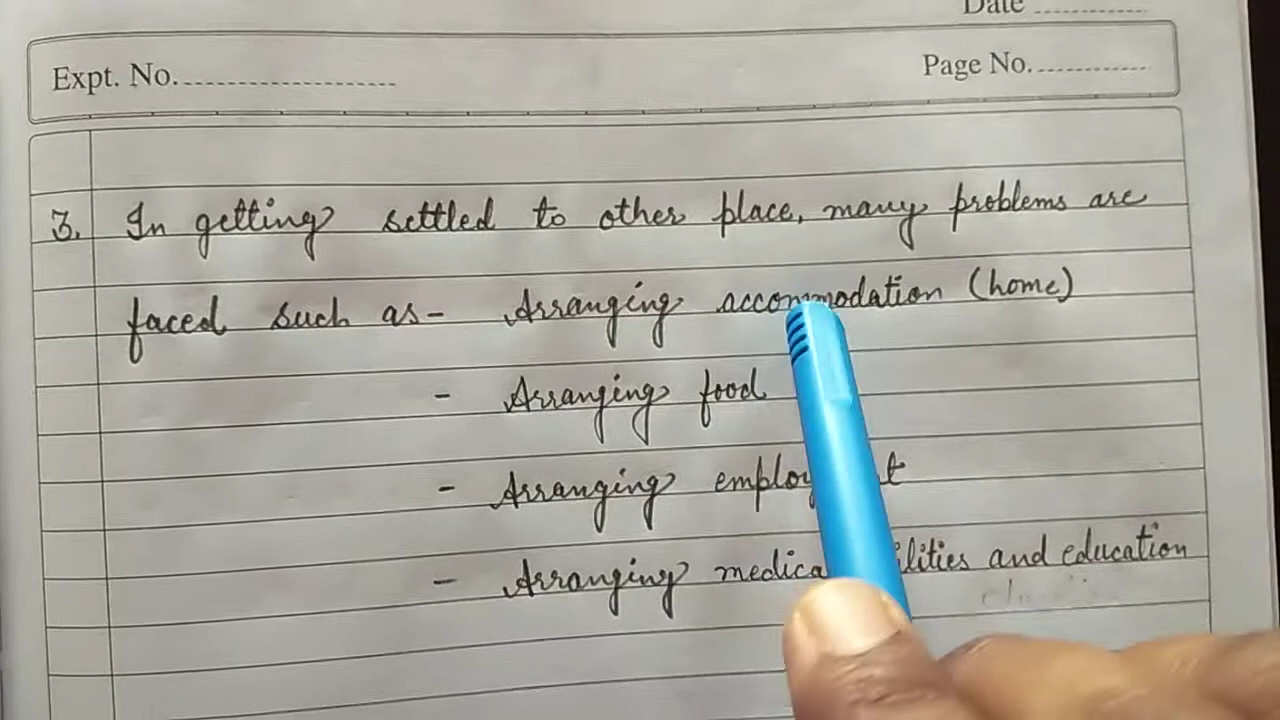 Date ..............
Expt. No.............................
Page No...............
3. In getting settled to other place, many problems are
faced such as- Arranging accommodation (home)
- Arranging food
- Arranging
- Arranging and education